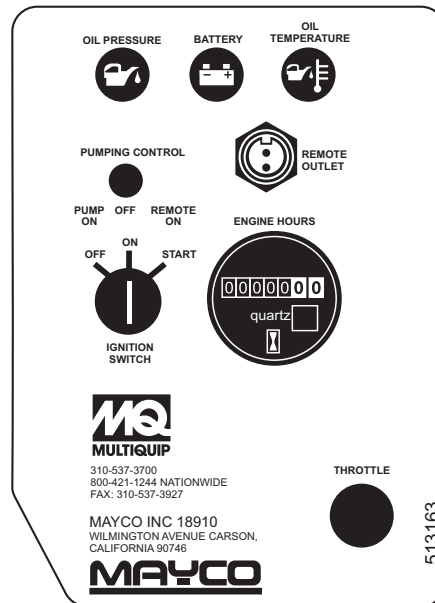 OIL PRESSURE
BATTERY
OIL
TEMPERATURE
REMOTE
OUTLET
PUMPING CONTROL
PUMP
ON
OFF
REMOTE
ON
ENGINE HOURS
OFF
ON
START
0000000
quartz
IGNITION
SWITCH
MQ
MULTIQUIP
310-537-3700
800-421-1244 NATIONWIDE
FAX: 310-537-3927
THROTTLE
MAYCO INC 18910
WILMINGTON AVENUE CARSON,
CALIFORNIA 90746
MAYCO
513163